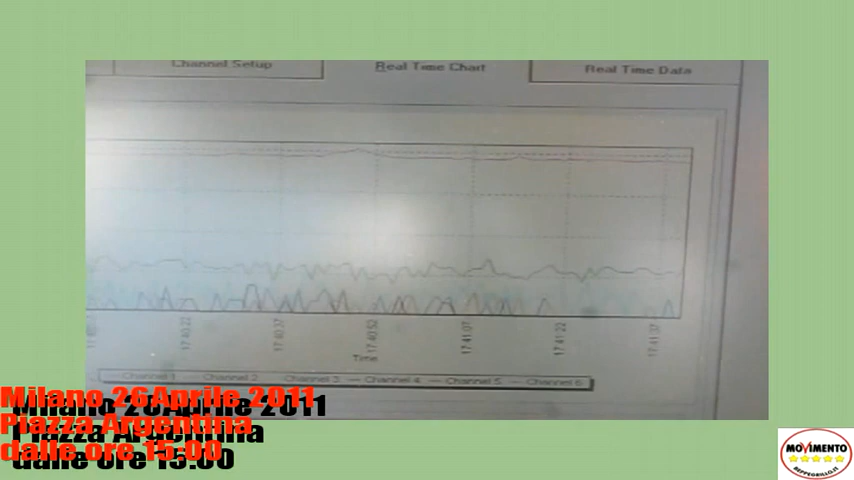 Channel Setup
Real Time Chart
Real Time Data
17:40:22
17:40:37
17:40:52
17:41:07
17:41:22
17:41:37
Time
Channel 1
Channel 2
Channel 3
Channel 4
Channel 5
Channel 6
Milano 26Aprile 2011
Piazza Argentina
dalle ore 15:00
MOVIMENTO
BEPPEGRILLO.IT